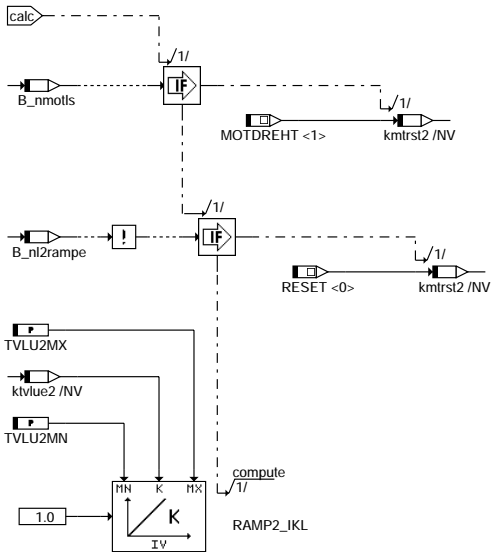 calc
/1/
IF
B_nmotls
/1/
MOTDREHT <1>
kmtrst2 /NV
/1/
B_nl2rampe
!
IF
/1/
RESET <0>
kmtrst2 /NV
P
TVLU2MX
ktvlue2 /NV
P
TVLU2MN
compute
/1/
MN K MX
K
1.0
IV
RAMP2_IKL